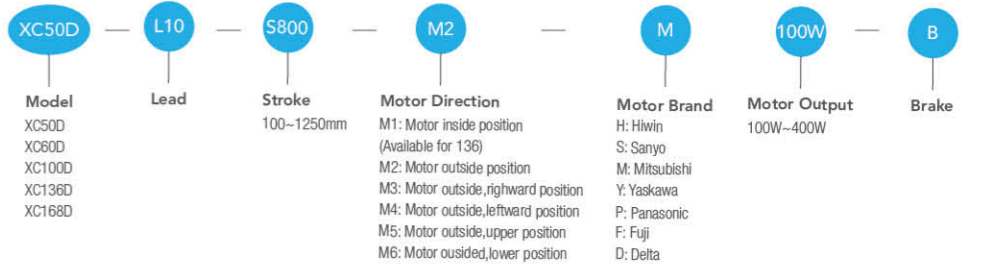 XC50D — L10 — S800 — M2 — M 100W — B
Model
XC50D
XC60D
XC100D
XC136D
XC168D
Lead
Stroke
100~1250mm
Motor Direction
M1: Motor inside position
(Available for 136)
M2: Motor outside position
M3: Motor outside,righward position
M4: Motor outside,leftward position
M5: Motor outside,upper position
M6: Motor ousided,lower position
Motor Brand
H: Hiwin
S: Sanyo
M: Mitsubishi
Y: Yaskawa
P: Panasonic
F: Fuji
D: Delta
Motor Output
100W~400W
Brake